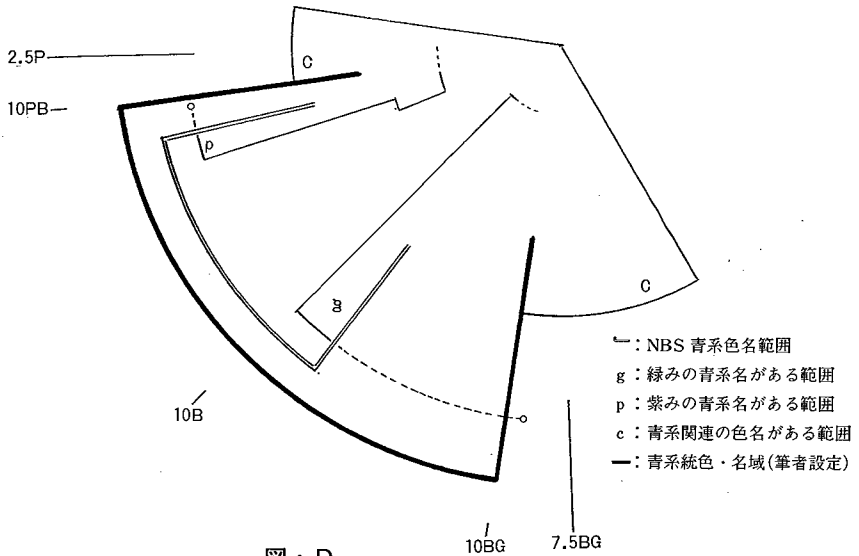 C
2.5P
10PB
p
g
C
⌙：NBS 青系色名範囲
g：緑みの青系名がある範囲
p：紫みの青系名がある範囲
c：青系関連の色名がある範囲
━：青系統色・名域(筆者設定)
10B
10BG
7.5BG
図・D